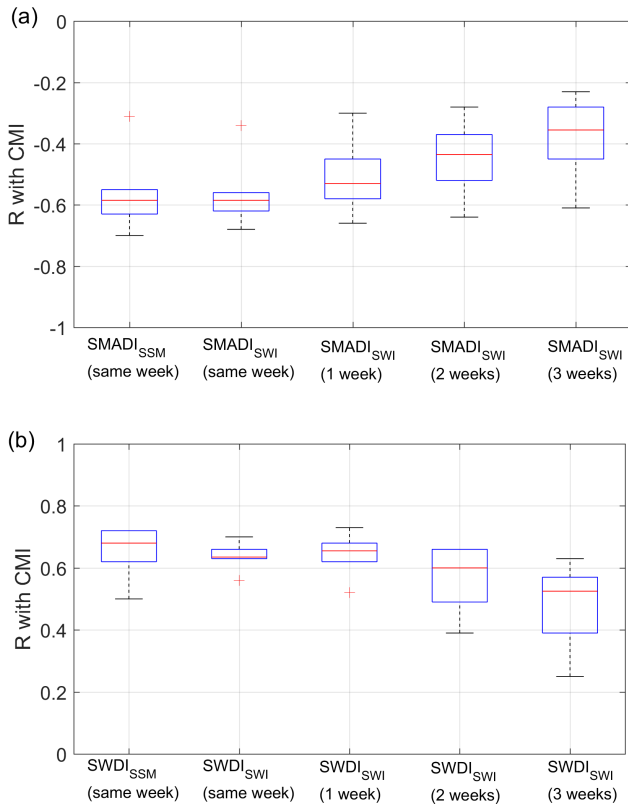 (a)
0
-0.2
-0.4
-0.6
-0.8
-1
R with CMI
SMADI_SSM SMADI_SWI SMADI_SWI SMADI_SWI SMADI_SWI
(same week) (same week) (1 week) (2 weeks) (3 weeks)
(b)
1
0.8
0.6
0.4
0.2
0
R with CMI
SWDI_SSM SWDI_SWI SWDI_SWI SWDI_SWI SWDI_SWI
(same week) (same week) (1 week) (2 weeks) (3 weeks)